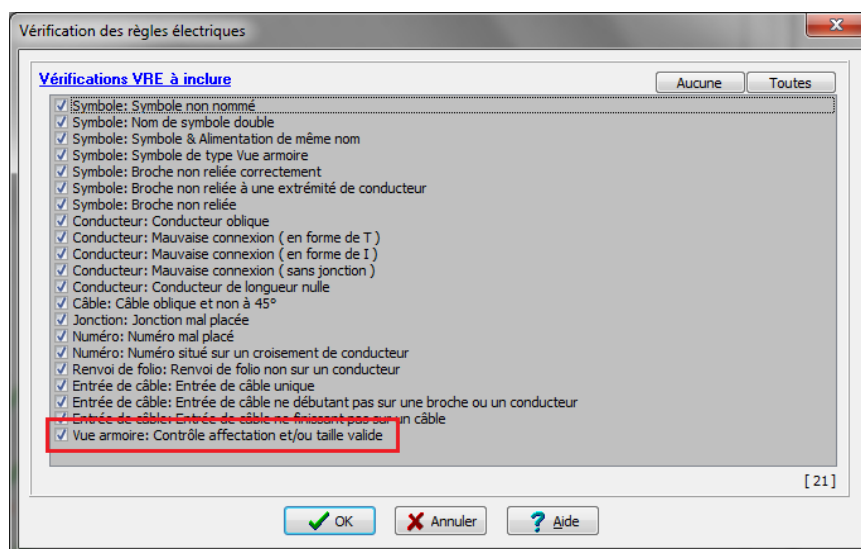 Vérification des règles électriques
Vérifications VRE à inclure
Aucune
Toutes
Symbole: Symbole non nommé
Symbole: Nom de symbole double
Symbole: Symbole & Alimentation de même nom
Symbole: Symbole de type Vue armoire
Symbole: Broche non reliée correctement
Symbole: Broche non reliée à une extrémité de conducteur
Symbole: Broche non reliée
Conducteur: Conducteur oblique
Conducteur: Mauvaise connexion ( en forme de T )
Conducteur: Mauvaise connexion ( en forme de I )
Conducteur: Mauvaise connexion ( sans jonction )
Conducteur: Conducteur de longueur nulle
Câble: Câble oblique et non à 45°
Jonction: Jonction mal placée
Numéro: Numéro mal placé
Numéro: Numéro situé sur un croisement de conducteur
Renvoi de folio: Renvoi de folio non sur un conducteur
Entrée de câble: Entrée de câble unique
Entrée de câble: Entrée de câble ne débutant pas sur une broche ou un conducteur
Entrée de câble: Entrée de câble ne finissant pas sur un câble
Vue armoire: Contrôle affectation et/ou taille valide
[ 21 ]
OK
Annuler
? Aide